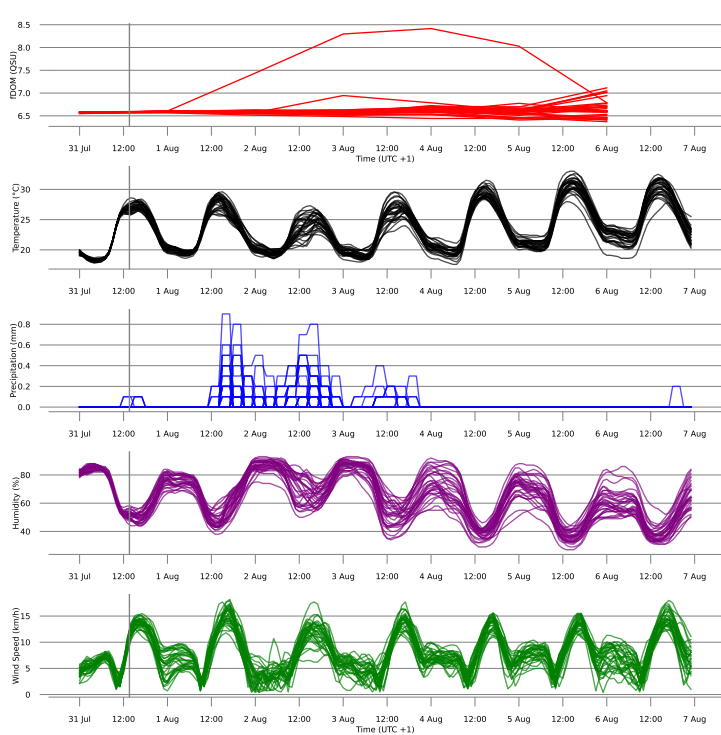 8.5
8.0
7.5
7.0
6.5
fDOM (QSU)
31 Jul 12:00 1 Aug 12:00 2 Aug 12:00 3 Aug 12:00 4 Aug 12:00 5 Aug 12:00 6 Aug 12:00 7 Aug
Time (UTC +1)
30
25
20
Temperature (°C)
31 Jul 12:00 1 Aug 12:00 2 Aug 12:00 3 Aug 12:00 4 Aug 12:00 5 Aug 12:00 6 Aug 12:00 7 Aug
0.8
0.6
0.4
0.2
0.0
Precipitation (mm)
31 Jul 12:00 1 Aug 12:00 2 Aug 12:00 3 Aug 12:00 4 Aug 12:00 5 Aug 12:00 6 Aug 12:00 7 Aug
80
60
40
Humidity (%)
31 Jul 12:00 1 Aug 12:00 2 Aug 12:00 3 Aug 12:00 4 Aug 12:00 5 Aug 12:00 6 Aug 12:00 7 Aug
15
10
5
0
Wind Speed (km/h)
31 Jul 12:00 1 Aug 12:00 2 Aug 12:00 3 Aug 12:00 4 Aug 12:00 5 Aug 12:00 6 Aug 12:00 7 Aug
Time (UTC +1)